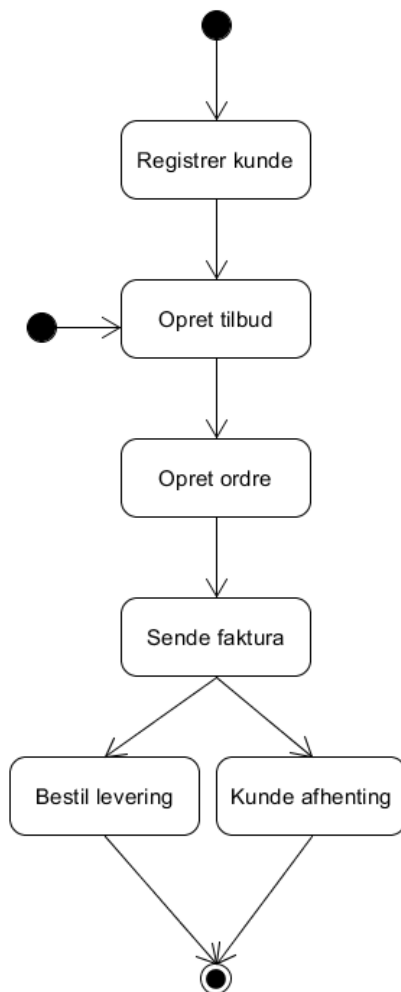 Registrer kunde
Opret tilbud
Opret ordre
Sende faktura
Bestil levering
Kunde afhenting